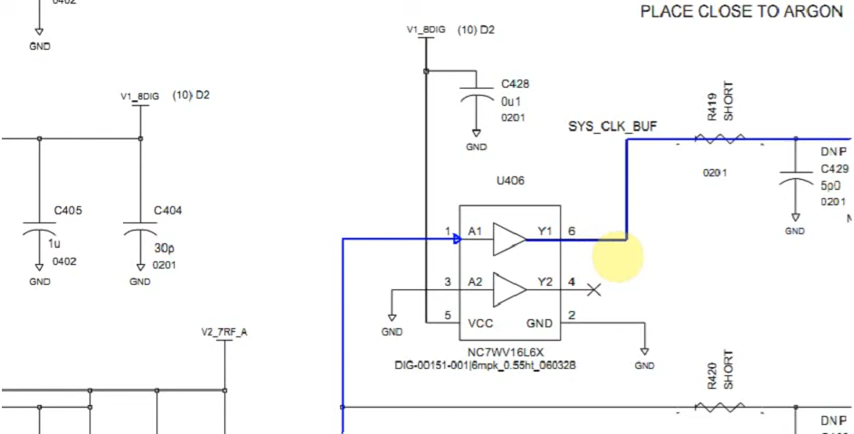 0402
GND
PLACE CLOSE TO ARGON
V1_8DIG (10) D2
V1_8DIG (10) D2
C428
0u1
0201
GND
SYS_CLK_BUF
R419
SHORT
0201
DNP
C429
5p0
0201
GND
C405
1u
0402
GND
C404
30p
0201
GND
U406
1 A1 Y1 6
3 A2 Y2 4
5 VCC GND 2
GND
GND
NC7WV16L6X
DIG-00151-001|6mpk_0.55ht_060328
V2_7RF_A
R420
SHORT
DNP